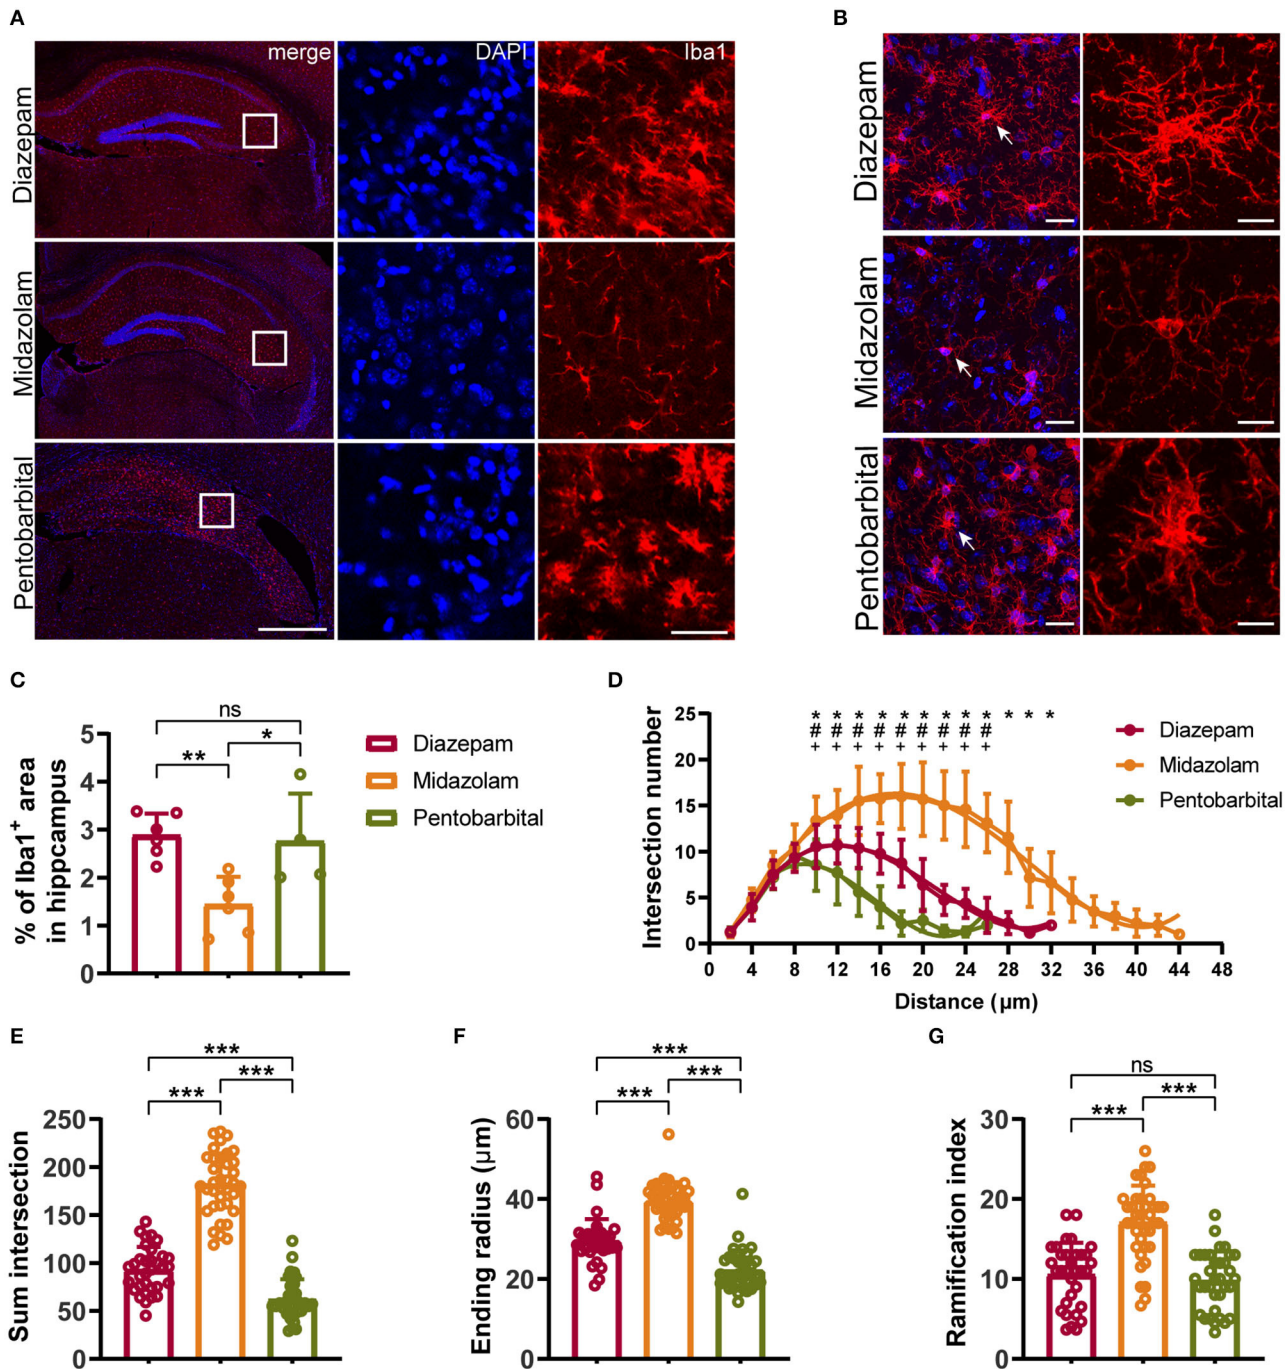 A
merge
DAPI
Iba1
Diazepam
Midazolam
Pentobarbital
B
Diazepam
Midazolam
Pentobarbital
C
% of Iba1+ area
in hippcampus
5
4
3
2
1
0
ns
**
*
Diazepam
Midazolam
Pentobarbital
D
Intersection number
25
20
15
10
5
0
* * * * * * * * * * * *
# # # # # # # # #
+ + + + + + + + +
0 4 8 12 16 20 24 28 32 36 40 44 48
Distance (μm)
Diazepam
Midazolam
Pentobarbital
E
Sum intersection
250
200
150
100
50
0
***
***
***
F
Ending radius (μm)
60
40
20
0
***
***
***
G
Ramification index
30
20
10
0
ns
***
***